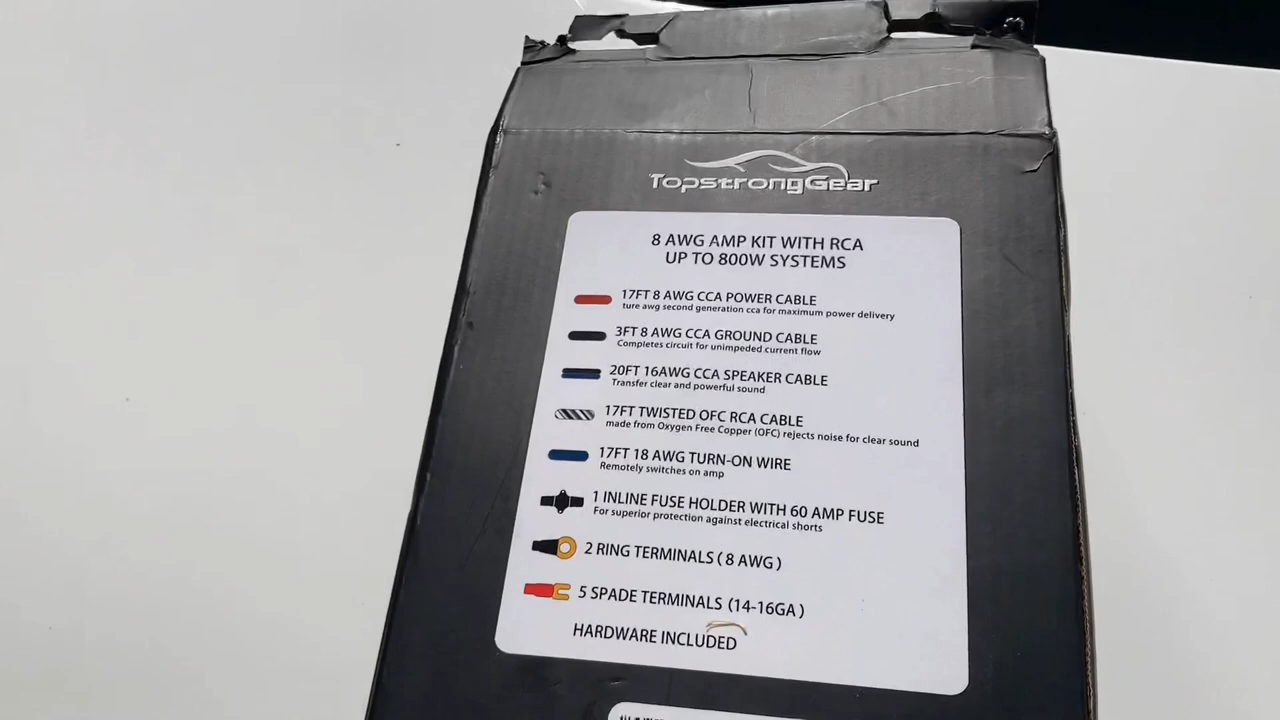 TopstrongGear
8 AWG AMP KIT WITH RCA
UP TO 800W SYSTEMS
17FT 8 AWG CCA POWER CABLE
ture awg second generation cca for maximum power delivery
3FT 8 AWG CCA GROUND CABLE
Completes circuit for unimpeded current flow
20FT 16AWG CCA SPEAKER CABLE
Transfer clear and powerful sound
17FT TWISTED OFC RCA CABLE
made from Oxygen Free Copper (OFC) rejects noise for clear sound
17FT 18 AWG TURN-ON WIRE
Remotely switches on amp
1 INLINE FUSE HOLDER WITH 60 AMP FUSE
For superior protection against electrical shorts
2 RING TERMINALS ( 8 AWG )
5 SPADE TERMINALS (14-16GA )
HARDWARE INCLUDED